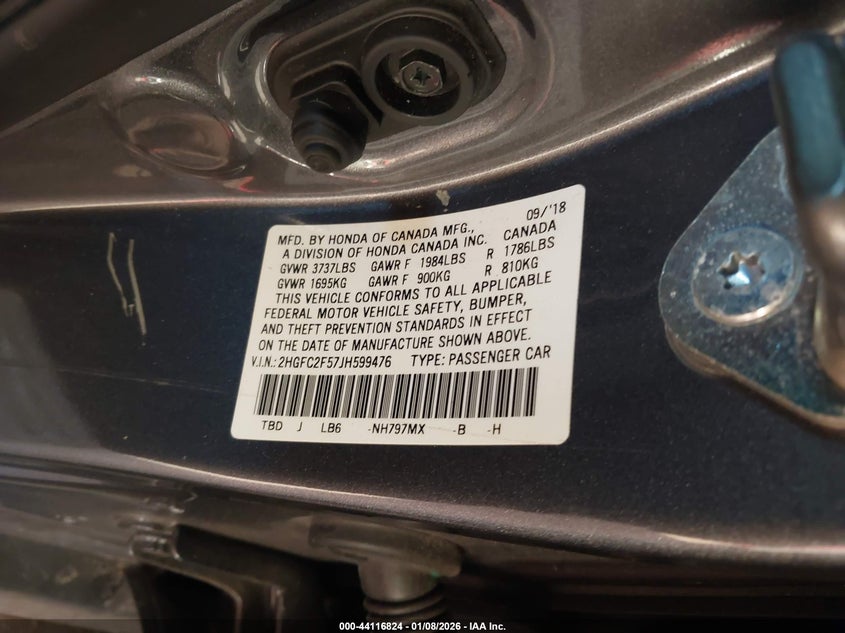 09/'18
MFD. BY HONDA OF CANADA MFG.,
A DIVISION OF HONDA CANADA INC. CANADA
GVWR 3737LBS GAWR F 1984LBS R 1786LBS
GVWR 1695KG GAWR F 900KG R 810KG
THIS VEHICLE CONFORMS TO ALL APPLICABLE
FEDERAL MOTOR VEHICLE SAFETY, BUMPER,
AND THEFT PREVENTION STANDARDS IN EFFECT
ON THE DATE OF MANUFACTURE SHOWN ABOVE.
V.I.N.: 2HGFC2F57JH599476 TYPE: PASSENGER CAR
TBD J LB6 -NH797MX -B -H
000-44116824 | 01/08/2026 | IAA Inc.